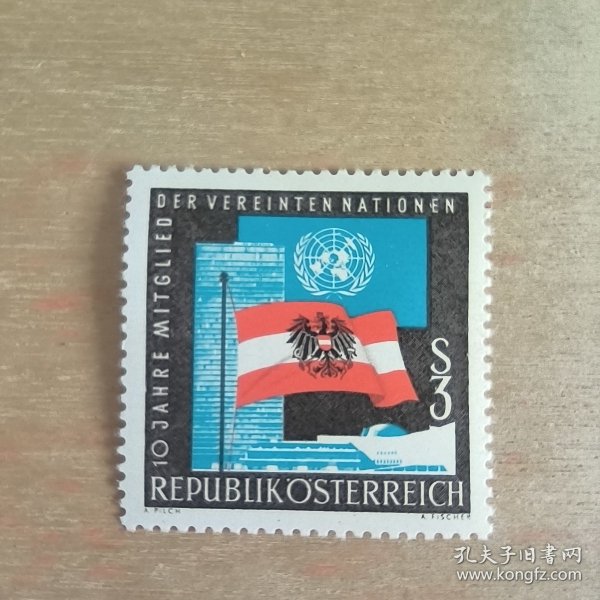 10 JAHRE MITGLIED
DER VEREINTEN NATIONEN
S
3
REPUBLIK ÖSTERREICH
A. PILCH
A. FISCHER
孔夫子旧书网
www.kongfz.com